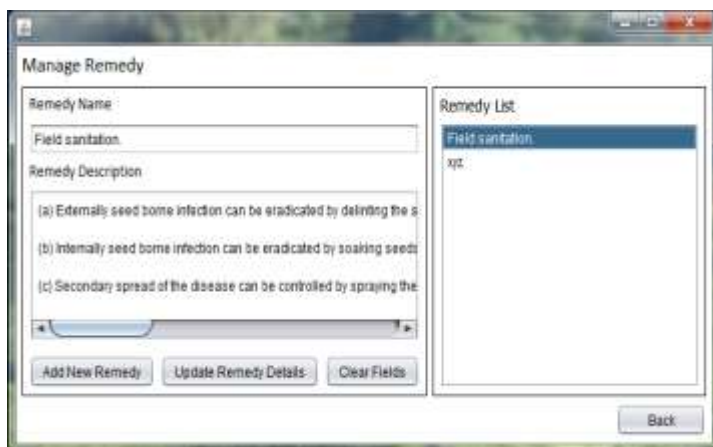 Manage Remedy
Remedy Name
Field sanitation.
Remedy Description
(a) Externally seed borne infection can be eradicated by delinting the s
(b) Internally seed borne infection can be eradicated by soaking seeds
(c) Secondary spread of the disease can be controlled by spraying the
Add New Remedy
Update Remedy Details
Clear Fields
Remedy List
Field sanitation.
xyz
Back